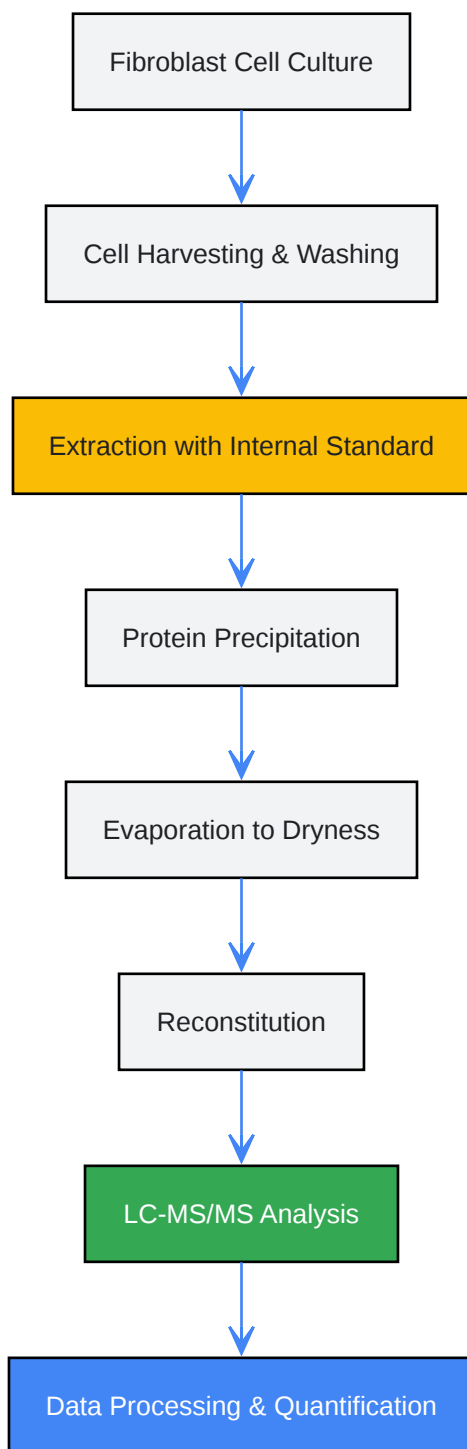 Fibroblast Cell Culture
Cell Harvesting & Washing
Extraction with Internal Standard
Protein Precipitation
Evaporation to Dryness
Reconstitution
LC-MS/MS Analysis
Data Processing & Quantification